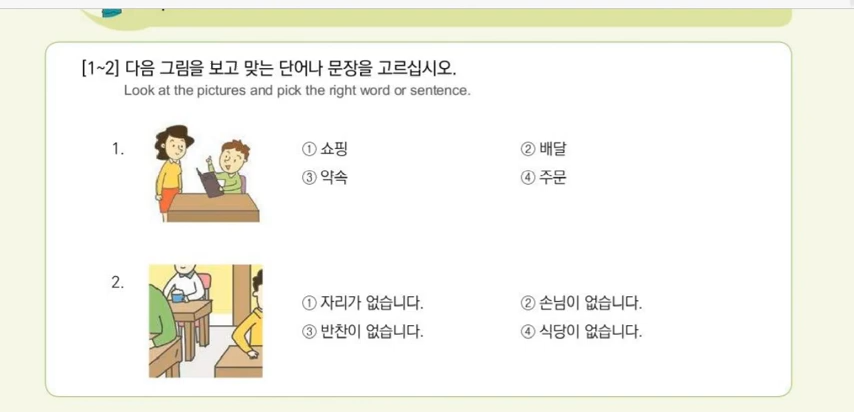 [1~2] 다음 그림을 보고 맞는 단어나 문장을 고르십시오.
Look at the pictures and pick the right word or sentence.
1.
① 쇼핑 ② 배달
③ 약속 ④ 주문
2.
① 자리가 없습니다. ② 손님이 없습니다.
③ 반찬이 없습니다. ④ 식당이 없습니다.